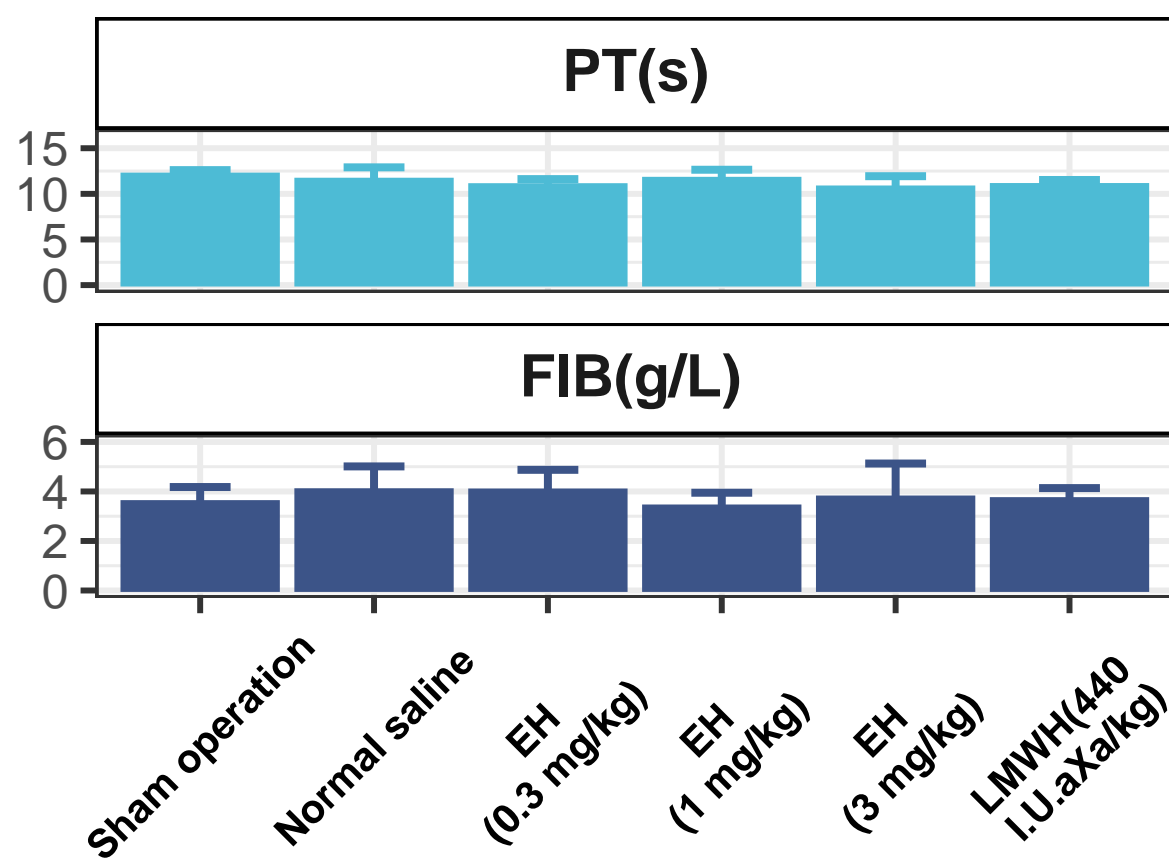 PT(s)
15
10
5
0
FIB(g/L)
6
4
2
0
Sham operation
Normal saline
EH
(0.3 mg/kg)
EH
(1 mg/kg)
EH
(3 mg/kg)
LMWH(440
I.U.aXa/kg)